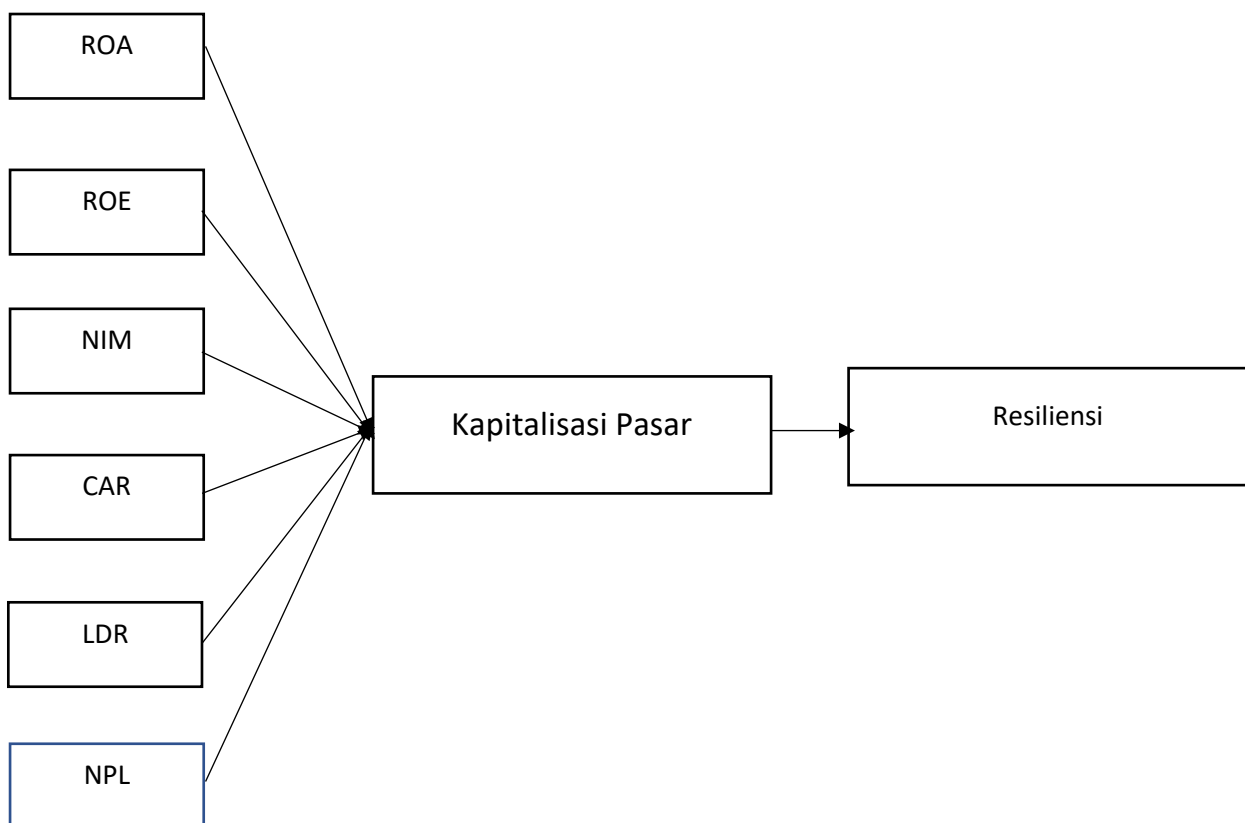 ROA
ROE
NIM
CAR
LDR
NPL
Kapitalisasi Pasar
Resiliensi